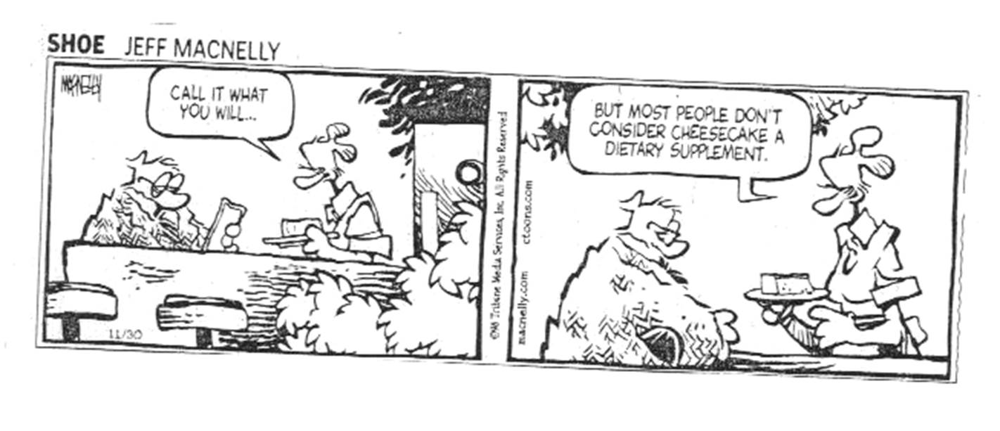 SHOE JEFF MACNELLY
MACNELLY
CALL IT WHAT
YOU WILL...
11/30
©98 Tribune Media Services, Inc. All Rights Reserved
macnelly.com ctoons.com
BUT MOST PEOPLE DON'T
CONSIDER CHEESECAKE A
DIETARY SUPPLEMENT.